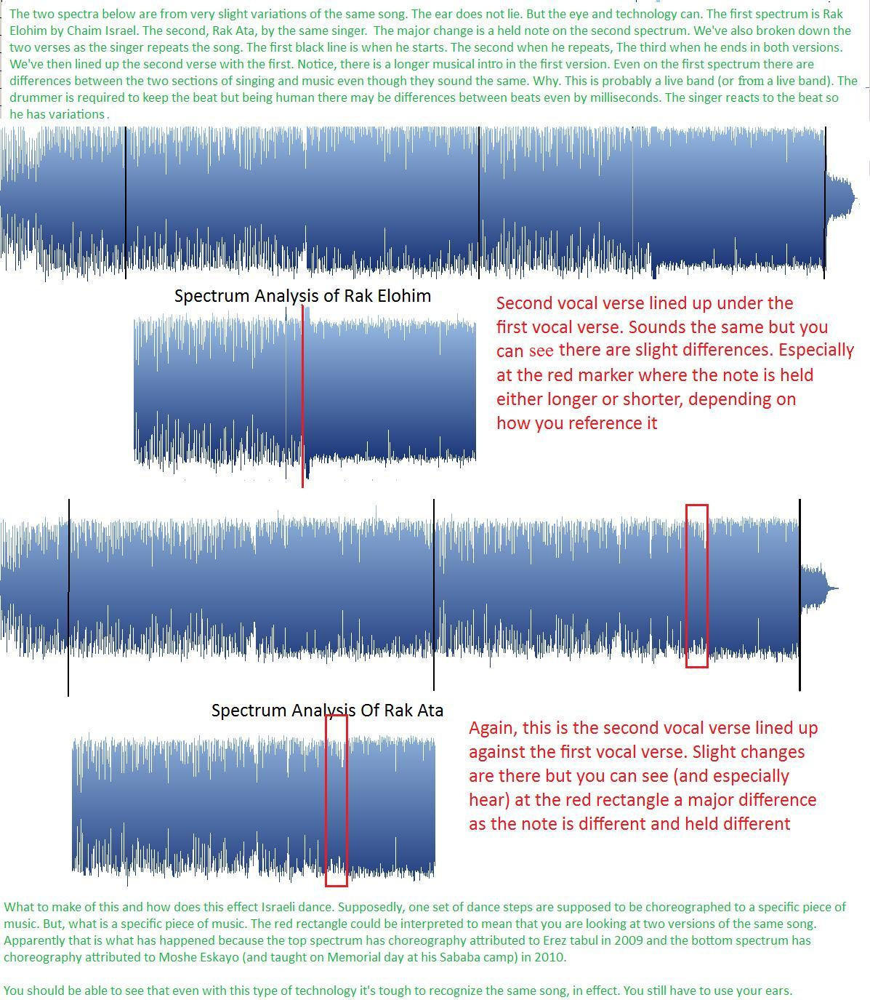 The two spectra below are from very slight variations of the same song. The ear does not lie. But the eye and technology can. The first spectrum is Rak
Elohim by Chaim Israel. The second, Rak Ata, by the same singer. The major change is a held note on the second spectrum. We've also broken down the
two verses as the singer repeats the song. The first black line is when he starts. The second when he repeats, The third when he ends in both versions.
We've then lined up the second verse with the first. Notice, there is a longer musical intro in the first version. Even on the first spectrum there are
differences between the two sections of singing and music even though they sound the same. Why. This is probably a live band (or from a live band). The
drummer is required to keep the beat but being human there may be differences between beats even by milliseconds. The singer reacts to the beat so
he has variations.
Spectrum Analysis of Rak Elohim
Second vocal verse lined up under the
first vocal verse. Sounds the same but you
can see there are slight differences. Especially
at the red marker where the note is held
either longer or shorter, depending on
how you reference it
Spectrum Analysis Of Rak Ata
Again, this is the second vocal verse lined up
against the first vocal verse. Slight changes
are there but you can see (and especially
hear) at the red rectangle a major difference
as the note is different and held different
What to make of this and how does this effect Israeli dance. Supposedly, one set of dance steps are supposed to be choreographed to a specific piece of
music. But, what is a specific piece of music. The red rectangle could be interpreted to mean that you are looking at two versions of the same song.
Apparently that is what has happened because the top spectrum has choreography attributed to Erez tabul in 2009 and the bottom spectrum has
choreography attributed to Moshe Eskayo (and taught on Memorial day at his Sababa camp) in 2010.
You should be able to see that even with this type of technology it's tough to recognize the same song, in effect. You still have to use your ears.